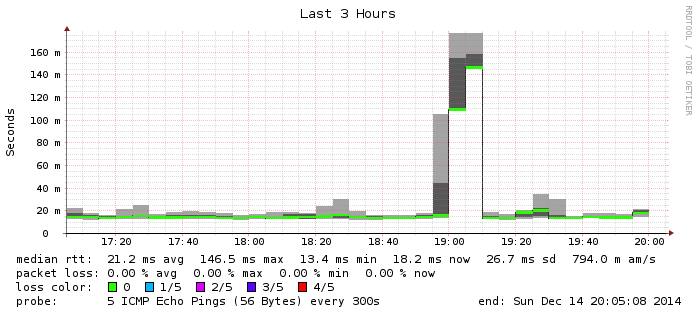 Last 3 Hours
RRDTOOL / TOBI OETIKER
Seconds
160 m
140 m
120 m
100 m
80 m
60 m
40 m
20 m
0
17:20 17:40 18:00 18:20 18:40 19:00 19:20 19:40 20:00
median rtt: 21.2 ms avg 146.5 ms max 13.4 ms min 18.2 ms now 26.7 ms sd 794.0 m am/s
packet loss: 0.00 % avg 0.00 % max 0.00 % min 0.00 % now
loss color: 0 1/5 2/5 3/5 4/5
probe: 5 ICMP Echo Pings (56 Bytes) every 300s end: Sun Dec 14 20:05:08 2014